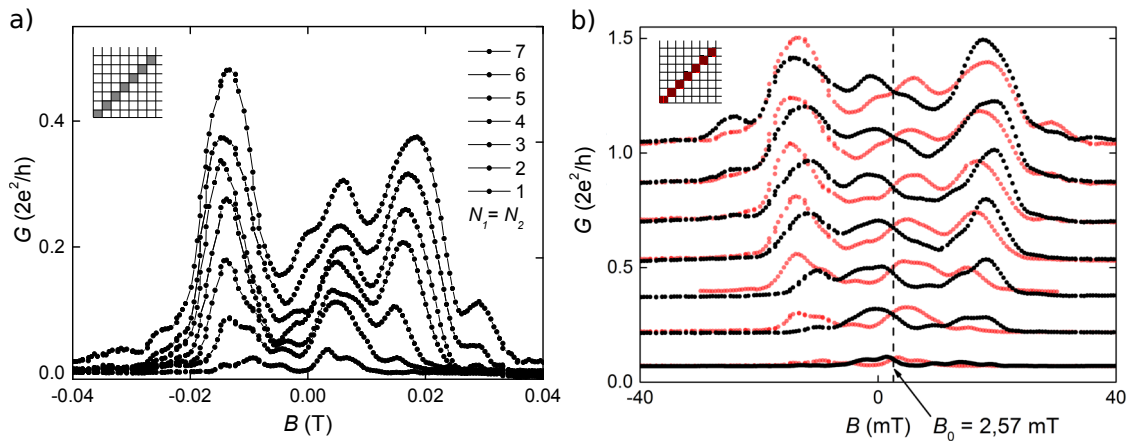 a)
7
6
5
4
3
2
1
N₁ = N₂
0.4
0.2
0.0
G (2e²/h)
-0.04
-0.02
0.00
0.02
0.04
B (T)
b)
1.5
1.0
0.5
0.0
G (2e²/h)
-40
0
40
B (mT)
B₀ = 2,57 mT